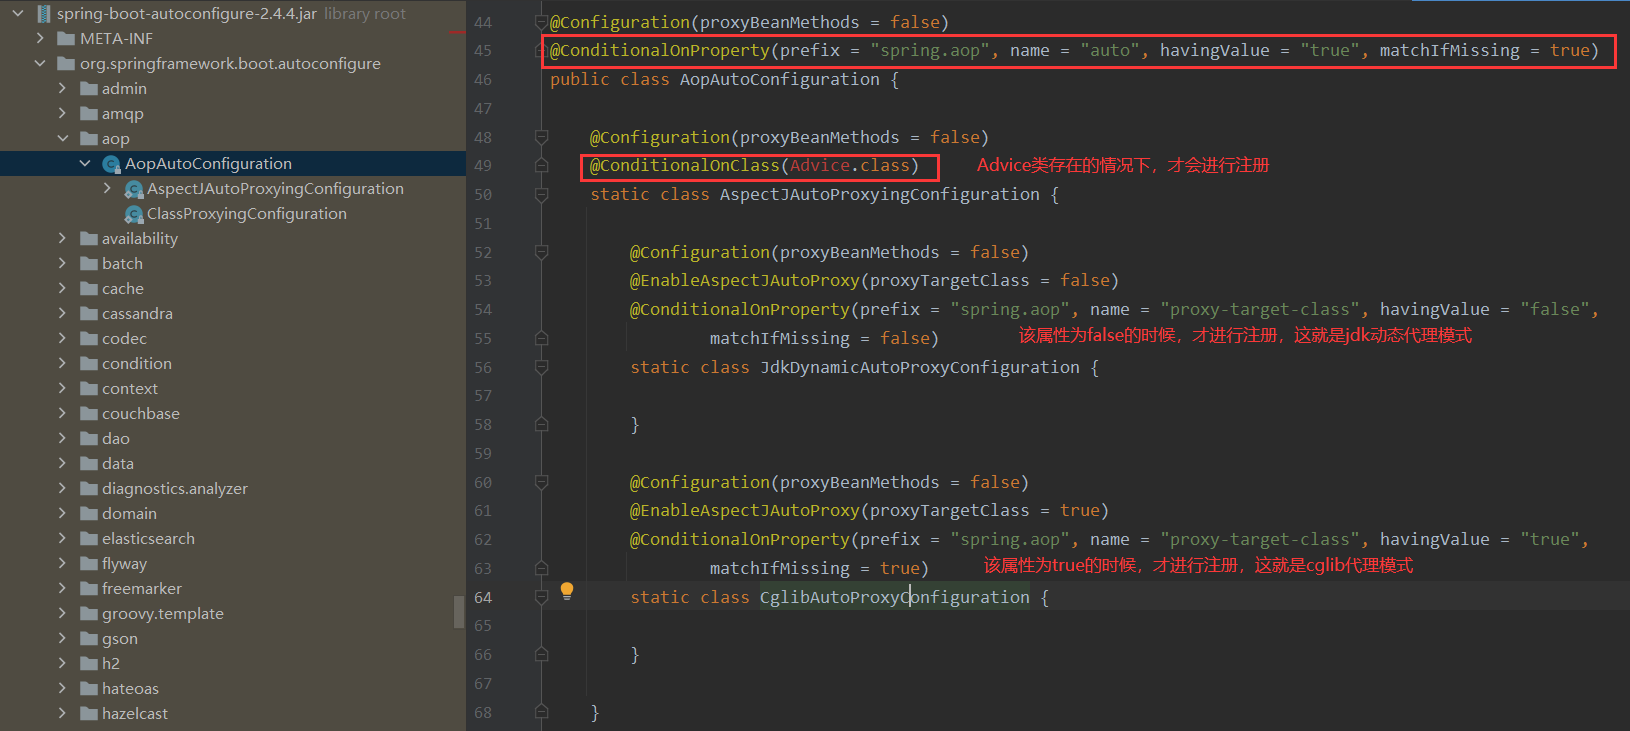 spring-boot-autoconfigure-2.4.4.jar library root
META-INF
org.springframework.boot.autoconfigure
admin
amqp
aop
AopAutoConfiguration
AspectJAutoProxyingConfiguration
ClassProxyingConfiguration
availability
batch
cache
cassandra
codec
condition
context
couchbase
dao
data
diagnostics.analyzer
domain
elasticsearch
flyway
freemarker
groovy.template
gson
h2
hateoas
hazelcast
44 @Configuration(proxyBeanMethods = false)
45 @ConditionalOnProperty(prefix = "spring.aop", name = "auto", havingValue = "true", matchIfMissing = true)
46 public class AopAutoConfiguration {
47
48 @Configuration(proxyBeanMethods = false)
49 @ConditionalOnClass(Advice.class) Advice类存在的情况下，才会进行注册
50 static class AspectJAutoProxyingConfiguration {
51
52 @Configuration(proxyBeanMethods = false)
53 @EnableAspectJAutoProxy(proxyTargetClass = false)
54 @ConditionalOnProperty(prefix = "spring.aop", name = "proxy-target-class", havingValue = "false",
55 matchIfMissing = false) 该属性为false的时候，才进行注册，这就是jdk动态代理模式
56 static class JdkDynamicAutoProxyConfiguration {
57
58 }
59
60 @Configuration(proxyBeanMethods = false)
61 @EnableAspectJAutoProxy(proxyTargetClass = true)
62 @ConditionalOnProperty(prefix = "spring.aop", name = "proxy-target-class", havingValue = "true",
63 matchIfMissing = true) 该属性为true的时候，才进行注册，这就是cglib代理模式
64 static class CglibAutoProxyConfiguration {
65
66 }
67
68 }